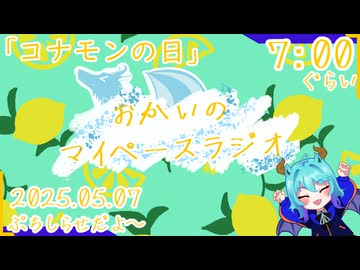 「コナモンの日」
7:00
ぐらい
おかいの
マイペースラジオ
2025.05.07
ぷちしらせだよ〜